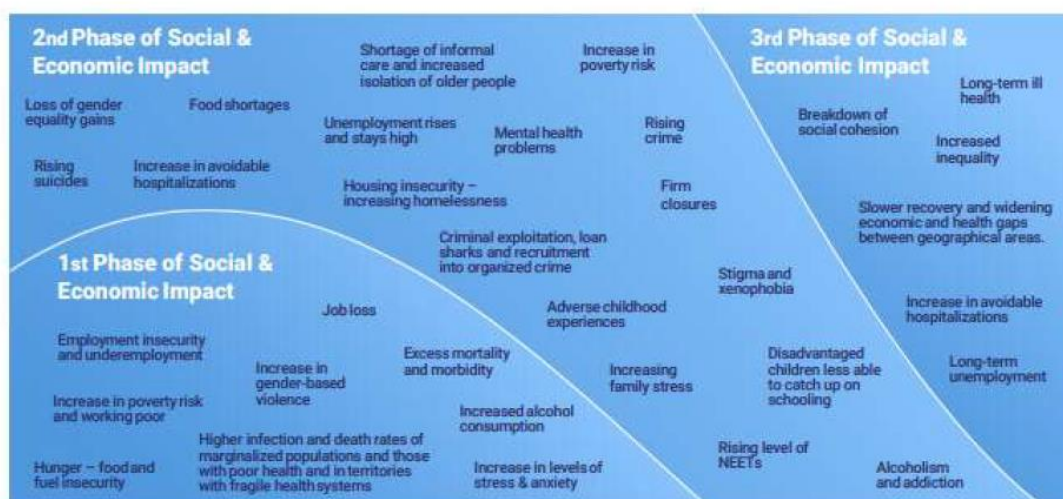 2nd Phase of Social &
Economic Impact
Shortage of informal
care and increased
isolation of older people
Increase in
poverty risk
Loss of gender
equality gains
Food shortages
Unemployment rises
and stays high
Mental health
problems
Rising
crime
Rising
suicides
Increase in avoidable
hospitalizations
Housing insecurity –
increasing homelessness
Firm
closures
Criminal exploitation, loan
sharks and recruitment
into organized crime
Stigma and
xenophobia
Adverse childhood
experiences
Increasing
family stress
Disadvantaged
children less able
to catch up on
schooling
Rising level of
NEETs
Alcoholism
and addiction
1st Phase of Social &
Economic Impact
Job loss
Employment insecurity
and underemployment
Increase in
gender-based
violence
Excess mortality
and morbidity
Increase in poverty risk
and working poor
Increased alcohol
consumption
Hunger – food and
fuel insecurity
Higher infection and death rates of
marginalized populations and those
with poor health and in territories
with fragile health systems
Increase in levels of
stress & anxiety
3rd Phase of Social &
Economic Impact
Long-term ill
health
Breakdown of
social cohesion
Increased
inequality
Slower recovery and widening
economic and health gaps
between geographical areas.
Increase in avoidable
hospitalizations
Long-term
unemployment